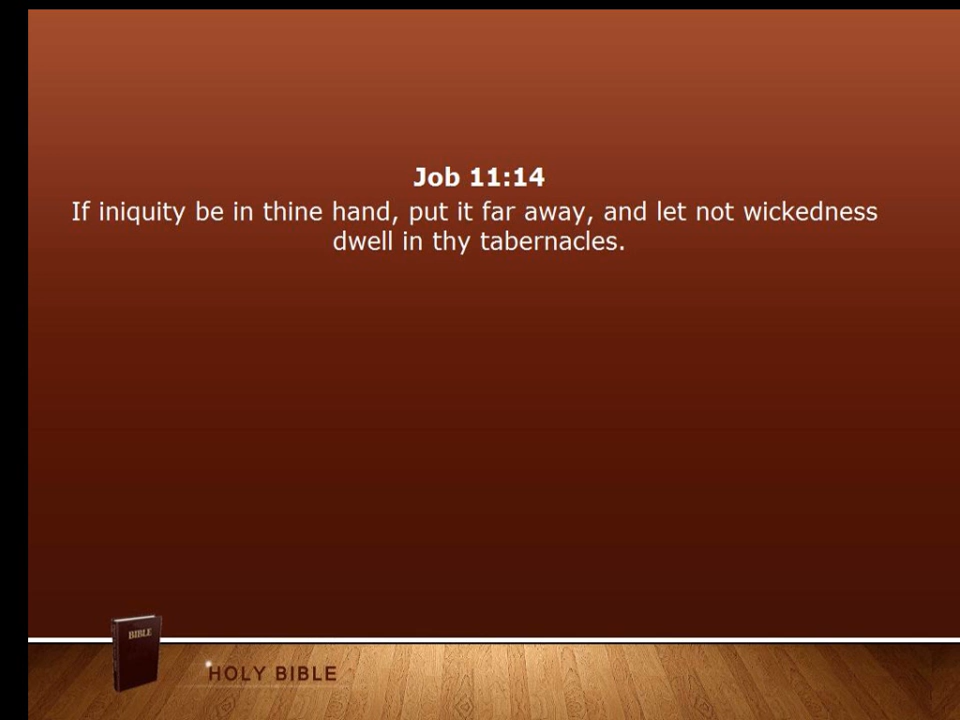 Job 11:14
If iniquity be in thine hand, put it far away, and let not wickedness
dwell in thy tabernacles.
BIBLE
HOLY BIBLE